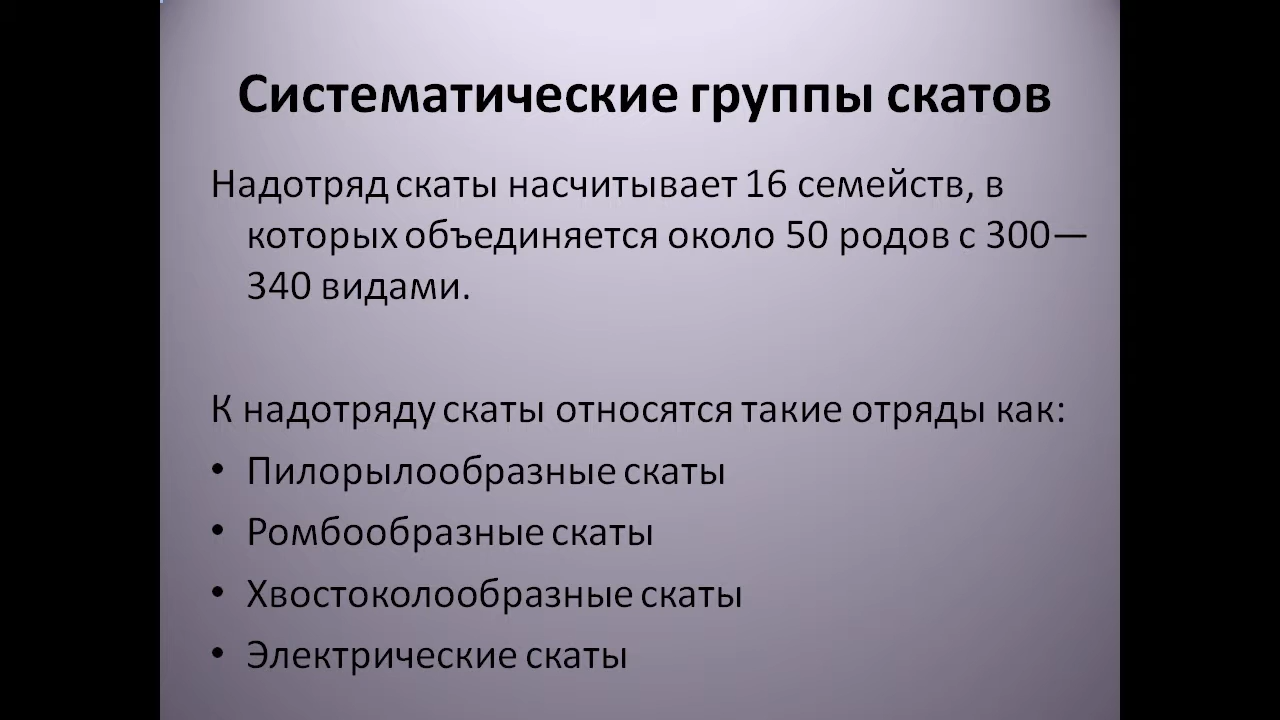 Систематические группы скатов
Надотряд скаты насчитывает 16 семейств, в
которых объединяется около 50 родов с 300—
340 видами.
К надотряду скаты относятся такие отряды как:
• Пилорылообразные скаты
• Ромбообразные скаты
• Хвостоколообразные скаты
• Электрические скаты